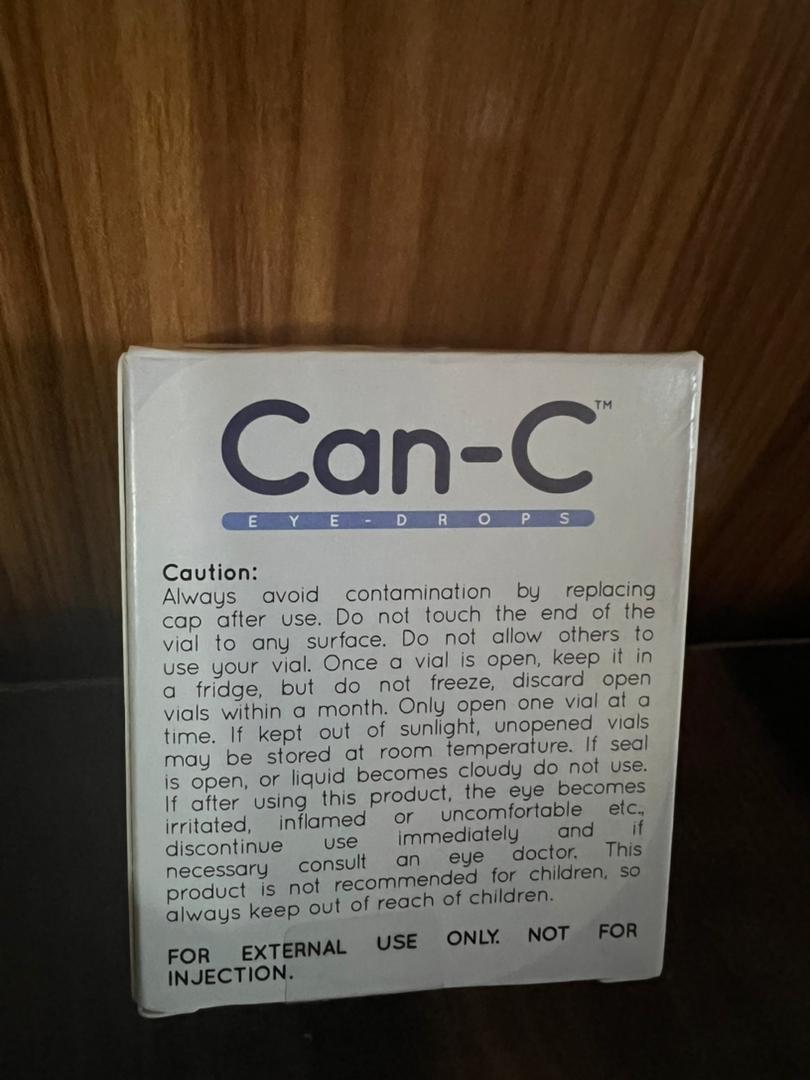 Can-C™
EYE-DROPS
Caution:
Always avoid contamination by replacing
cap after use. Do not touch the end of the
vial to any surface. Do not allow others to
use your vial. Once a vial is open, keep it in
a fridge, but do not freeze, discard open
vials within a month. Only open one vial at a
time. If kept out of sunlight, unopened vials
may be stored at room temperature. If seal
is open, or liquid becomes cloudy do not use.
If after using this product, the eye becomes
irritated, inflamed or uncomfortable etc.,
discontinue use immediately and if
necessary consult an eye doctor. This
product is not recommended for children, so
always keep out of reach of children.
FOR EXTERNAL USE ONLY. NOT FOR
INJECTION.